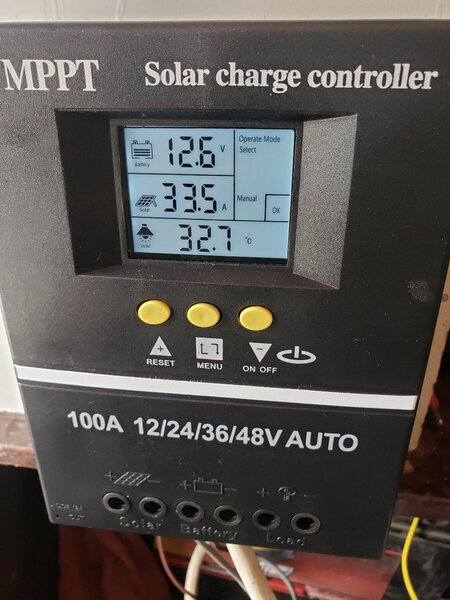 MPPT Solar charge controller
Battery 12.6 V
Operate Mode
Select
Solar 33.5 A
Manual OK
Load 32.7 °C
RESET MENU ON OFF
100A 12/24/36/48V AUTO
+ - + - + -
Solar Battery Load